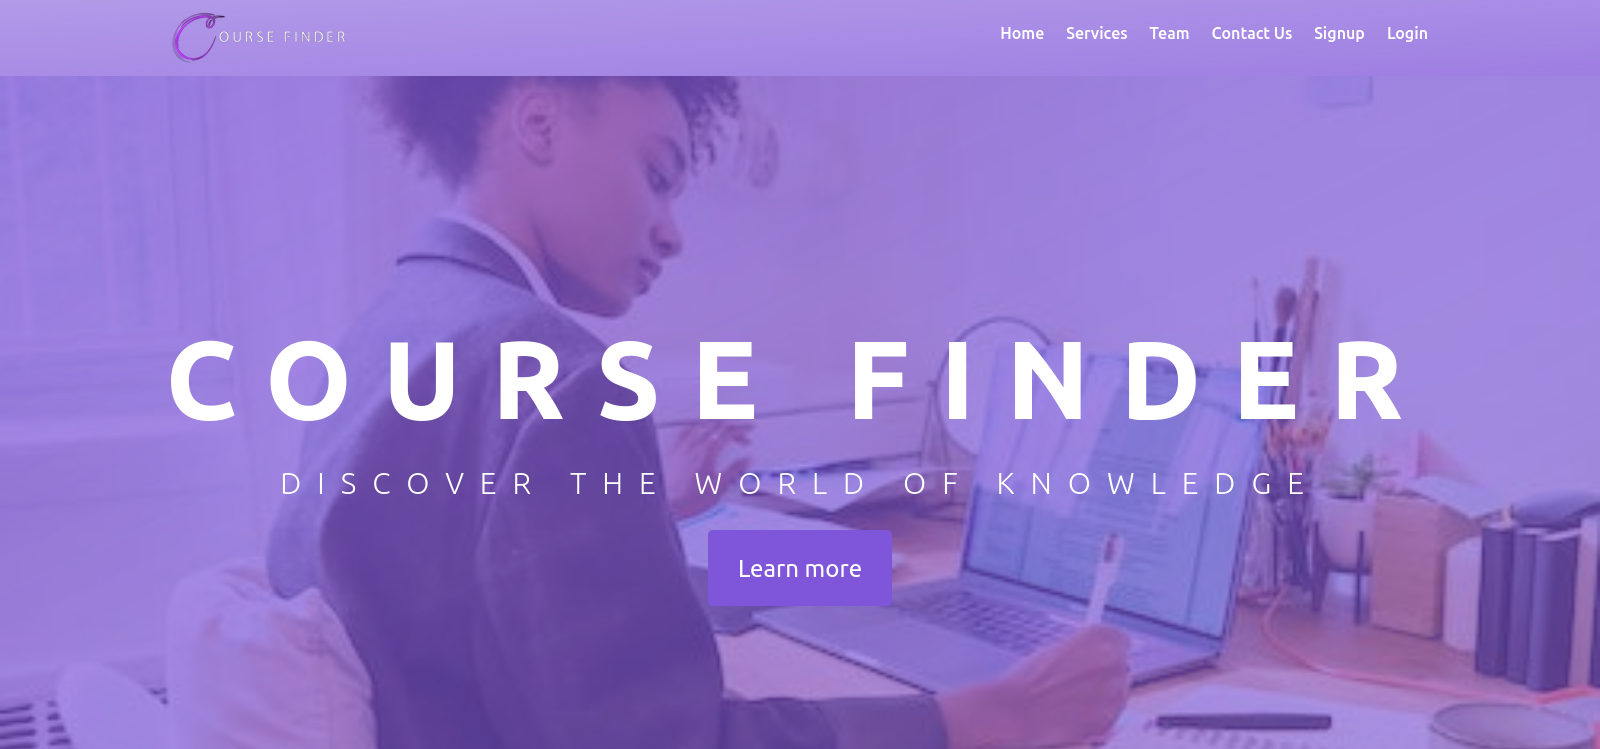 COURSE FINDER
Home Services Team Contact Us Signup Login
COURSE FINDER
DISCOVER THE WORLD OF KNOWLEDGE
Learn more